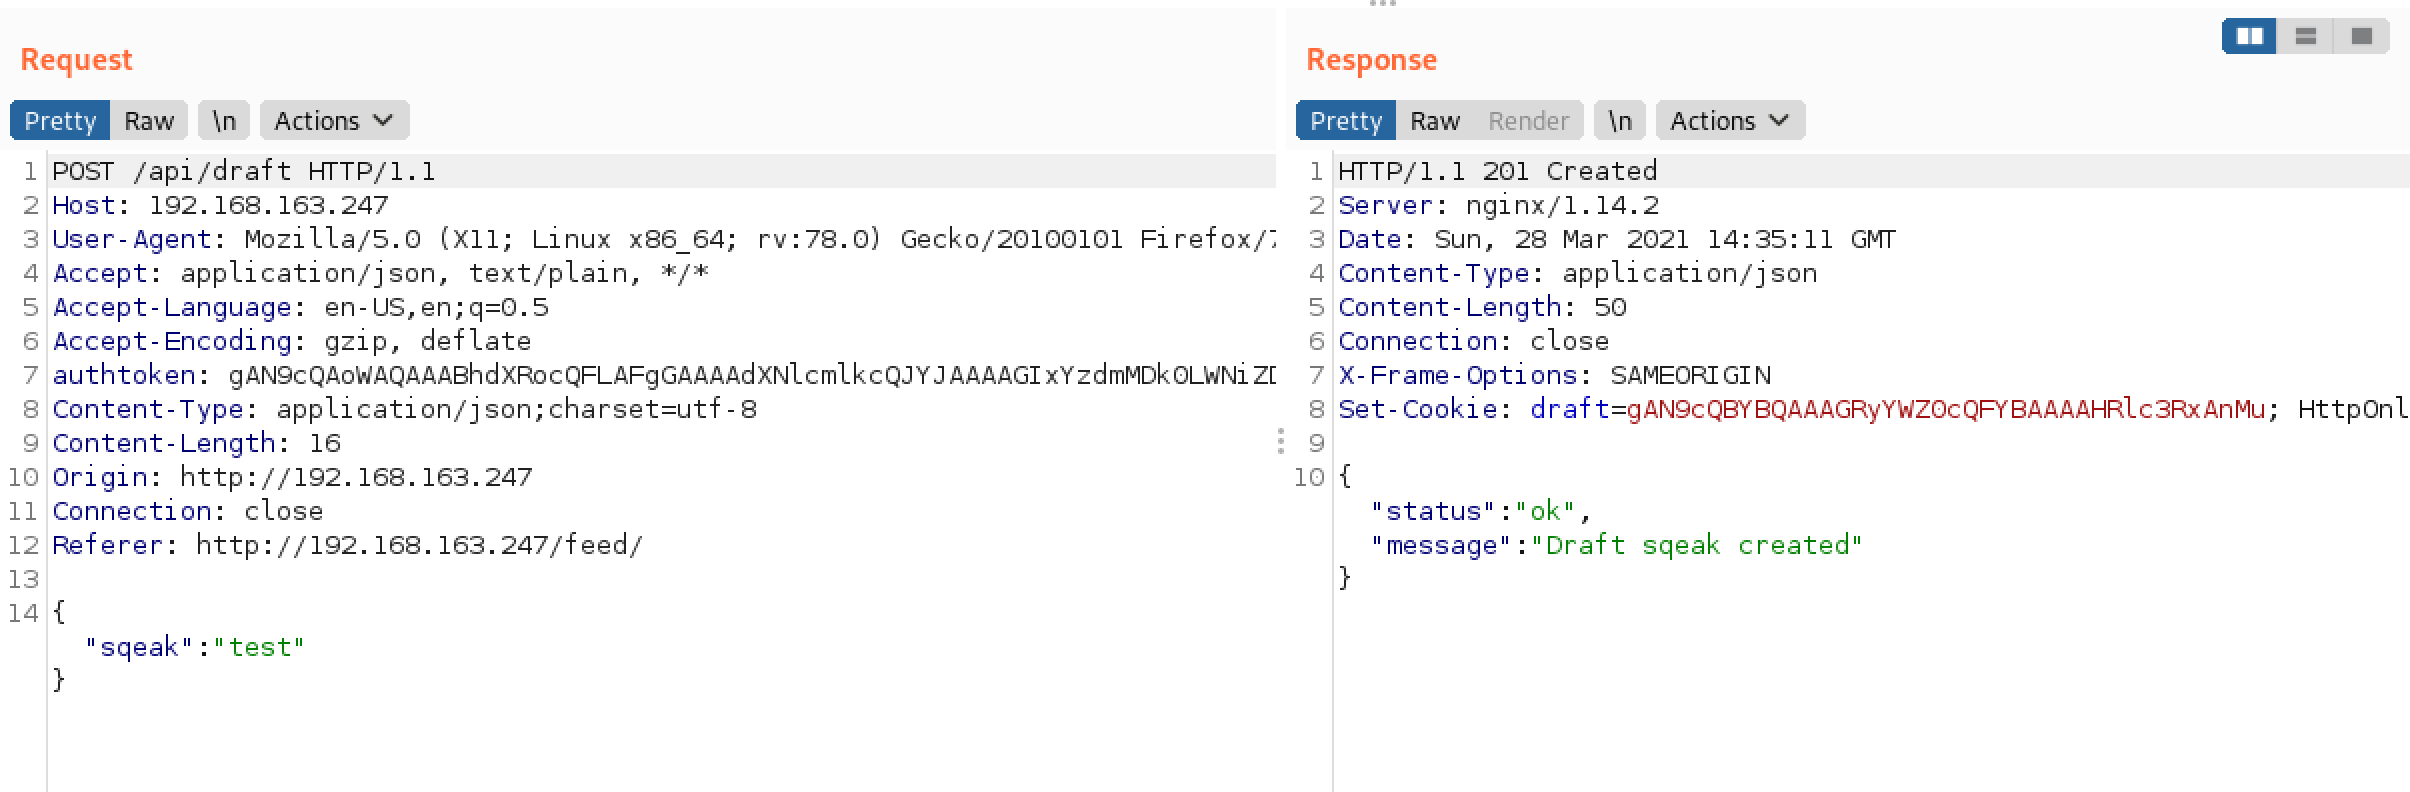 Request
Pretty Raw \n Actions
1 POST /api/draft HTTP/1.1
2 Host: 192.168.163.247
3 User-Agent: Mozilla/5.0 (X11; Linux x86_64; rv:78.0) Gecko/20100101 Firefox/7
4 Accept: application/json, text/plain, */*
5 Accept-Language: en-US,en;q=0.5
6 Accept-Encoding: gzip, deflate
7 authtoken: gAN9cQAoWAQAAABhdXRocQFLAFgGAAAAdXNlcmlkcQJYJAAAAGIxYzdmMDk0LWNiZD
8 Content-Type: application/json;charset=utf-8
9 Content-Length: 16
10 Origin: http://192.168.163.247
11 Connection: close
12 Referer: http://192.168.163.247/feed/
13
14 {
"sqeak":"test"
}
Response
Pretty Raw Render \n Actions
1 HTTP/1.1 201 Created
2 Server: nginx/1.14.2
3 Date: Sun, 28 Mar 2021 14:35:11 GMT
4 Content-Type: application/json
5 Content-Length: 50
6 Connection: close
7 X-Frame-Options: SAMEORIGIN
8 Set-Cookie: draft=gAN9cQBYBQAAAGRyYWZ0cQFYBAAAAHRlc3RxAnMu; HttpOnl
9
10 {
"status":"ok",
"message":"Draft sqeak created"
}